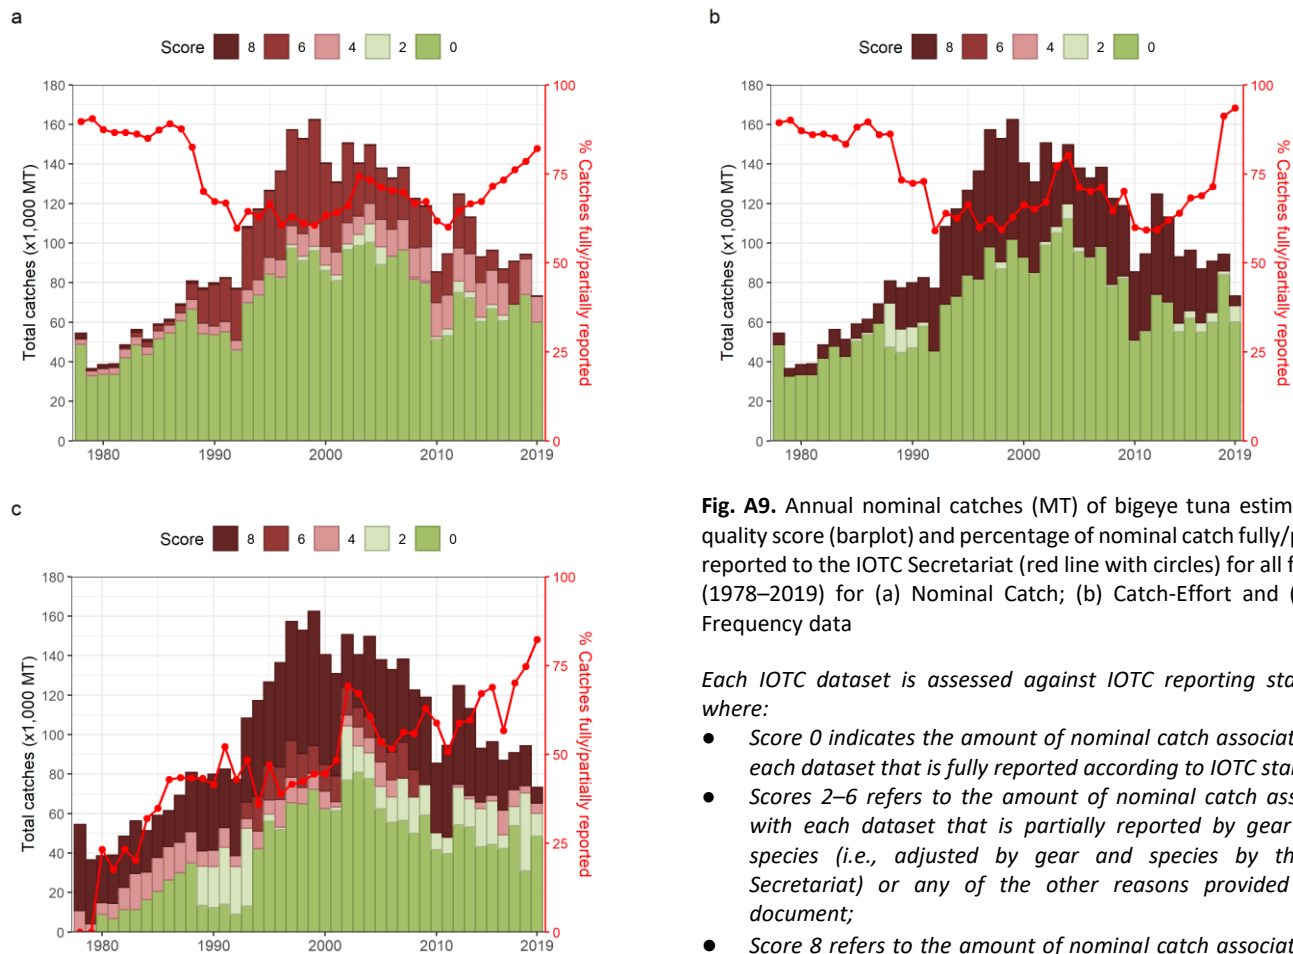 a
Score 8 6 4 2 0
180
160
140
120
100
80
60
40
20
0
Total catches (x1,000 MT)
100
75
50
25
0
% Catches fully/partially reported
1980 1990 2000 2010 2019
b
Score 8 6 4 2 0
180
160
140
120
100
80
60
40
20
0
Total catches (x1,000 MT)
100
75
50
25
0
% Catches fully/partially reported
1980 1990 2000 2010 2019
c
Score 8 6 4 2 0
180
160
140
120
100
80
60
40
20
0
Total catches (x1,000 MT)
100
75
50
25
0
% Catches fully/partially reported
1980 1990 2000 2010 2019
Fig. A9. Annual nominal catches (MT) of bigeye tuna estim
quality score (barplot) and percentage of nominal catch fully/p
reported to the IOTC Secretariat (red line with circles) for all f
(1978–2019) for (a) Nominal Catch; (b) Catch-Effort and (
Frequency data
Each IOTC dataset is assessed against IOTC reporting sta
where:
● Score 0 indicates the amount of nominal catch associat
each dataset that is fully reported according to IOTC stan
● Scores 2–6 refers to the amount of nominal catch ass
with each dataset that is partially reported by gear
species (i.e., adjusted by gear and species by th
Secretariat) or any of the other reasons provided
document;
● Score 8 refers to the amount of nominal catch associat